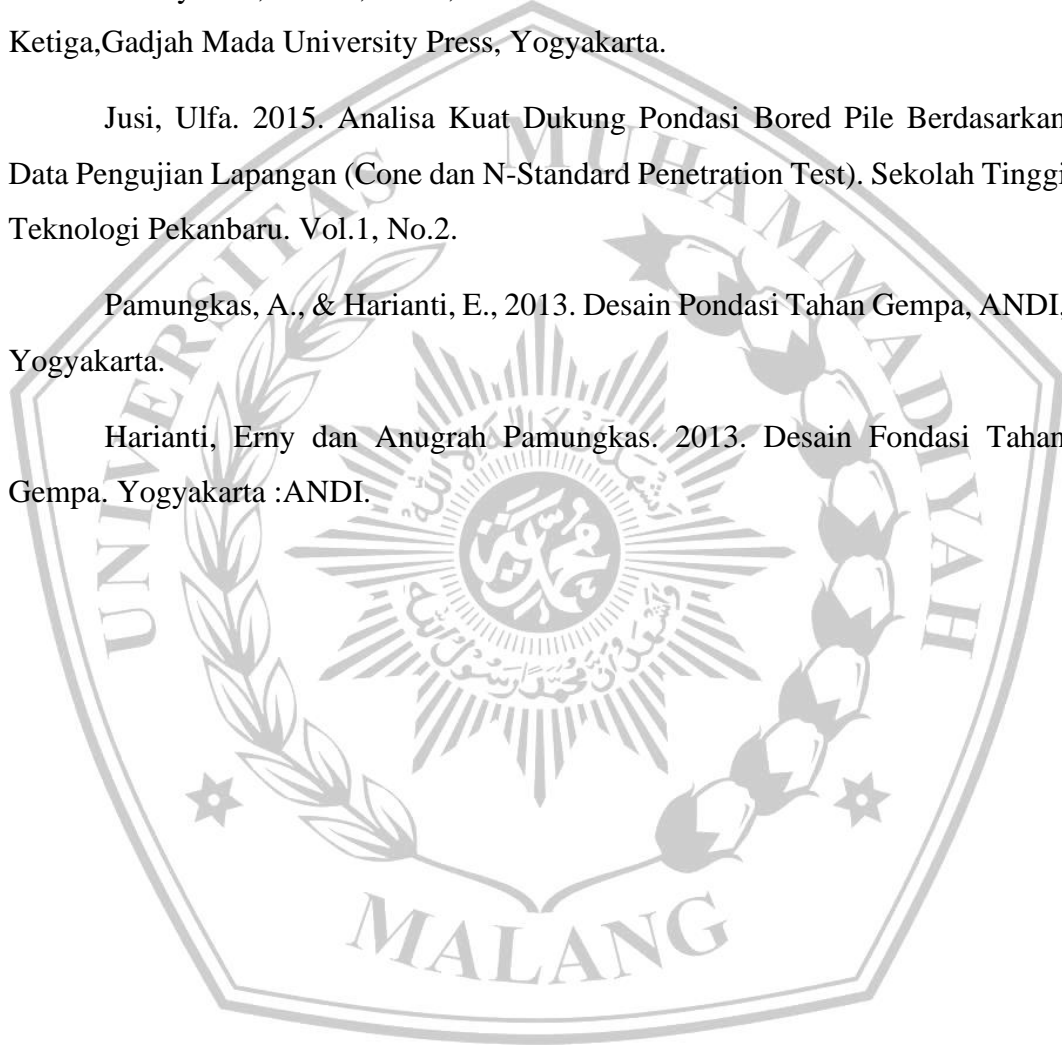 Ketiga,Gadjah Mada University Press, Yogyakarta.
Jusi, Ulfa. 2015. Analisa Kuat Dukung Pondasi Bored Pile Berdasarkan
Data Pengujian Lapangan (Cone dan N-Standard Penetration Test). Sekolah Tinggi
Teknologi Pekanbaru. Vol.1, No.2.
Pamungkas, A., & Harianti, E., 2013. Desain Pondasi Tahan Gempa, ANDI,
Yogyakarta.
Harianti, Erny dan Anugrah Pamungkas. 2013. Desain Fondasi Tahan
Gempa. Yogyakarta :ANDI.
UNIVERSITAS MUHAMMADIYAH
MALANG